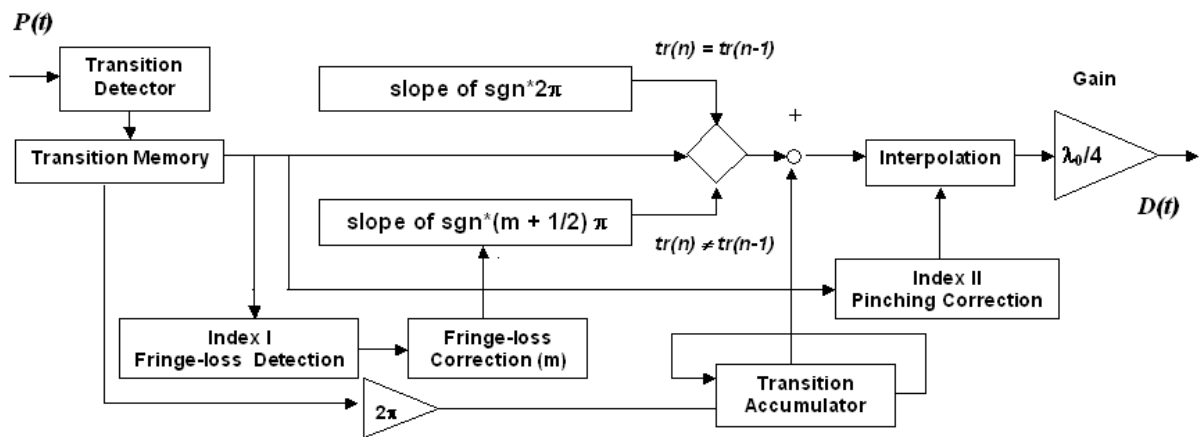 P(t)
Transition
Detector
Transition Memory
slope of sgn*2π
tr(n) = tr(n-1)
slope of sgn*(m + 1/2) π
tr(n) ≠ tr(n-1)
+
Interpolation
Gain
λ₀/4
D(t)
Index I
Fringe-loss Detection
Fringe-loss
Correction (m)
Index II
Pinching Correction
2π
Transition
Accumulator